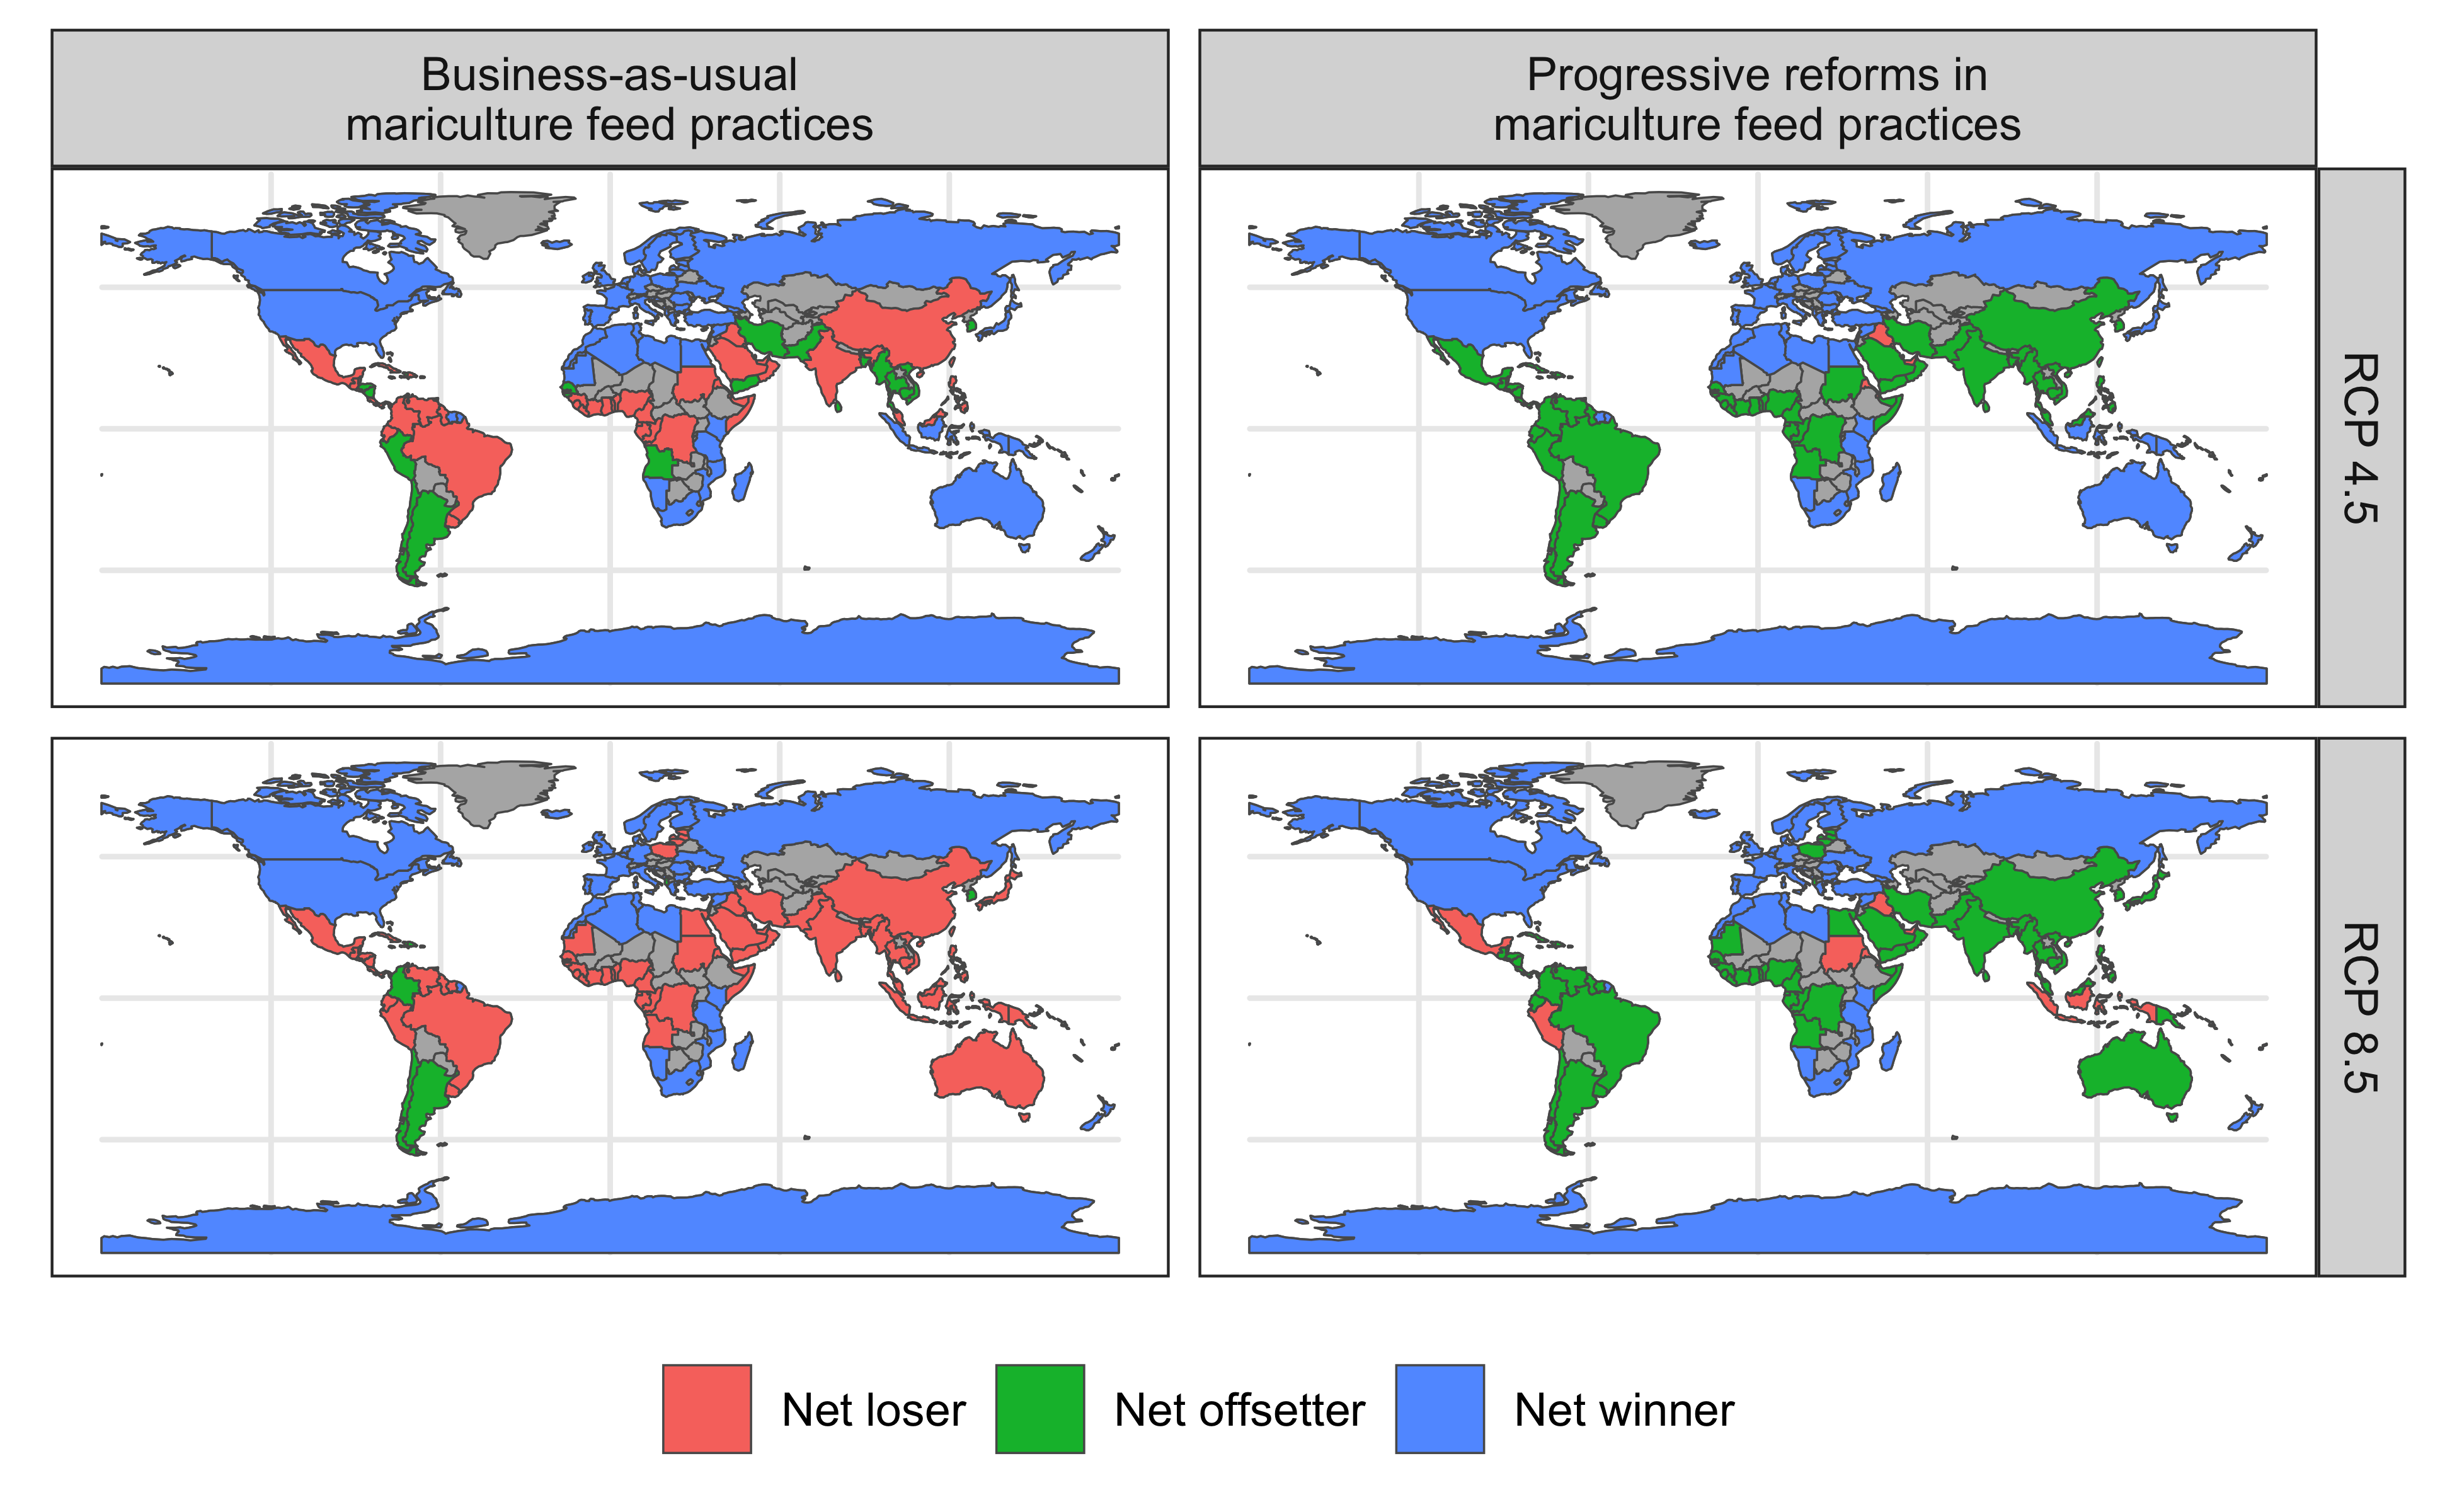 Business-as-usual
mariculture feed practices
Progressive reforms in
mariculture feed practices
RCP 4.5
RCP 8.5
Net loser
Net offsetter
Net winner